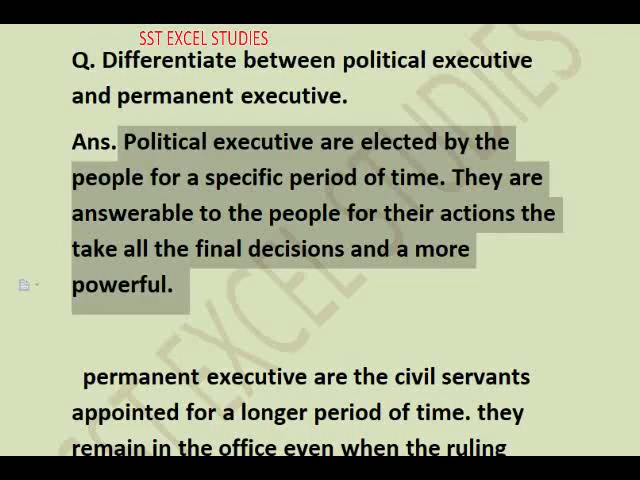 SST EXCEL STUDIES
Q. Differentiate between political executive
and permanent executive.
Ans. Political executive are elected by the
people for a specific period of time. They are
answerable to the people for their actions the
take all the final decisions and a more
powerful.
permanent executive are the civil servants
appointed for a longer period of time. they
remain in the office even when the ruling
SST EXCEL STUDIES